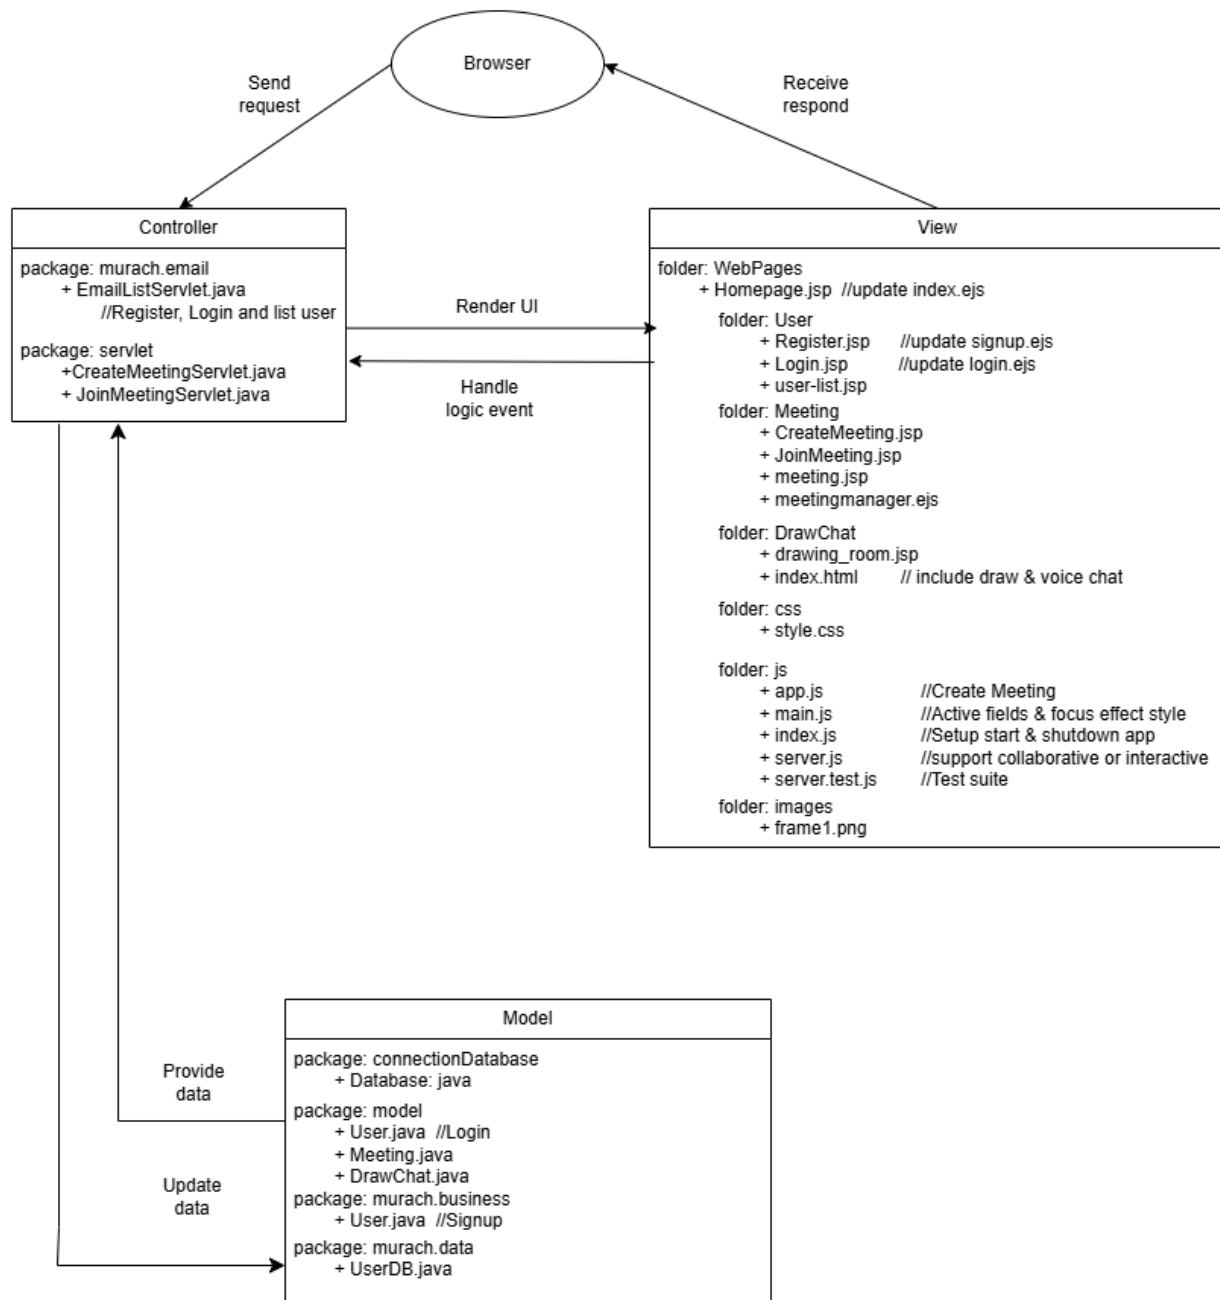 Browser
Send
request
Receive
respond
Controller
package: murach.email
+ EmailListServlet.java
//Register, Login and list user
package: servlet
+CreateMeetingServlet.java
+ JoinMeetingServlet.java
Render UI
Handle
logic event
View
folder: WebPages
+ Homepage.jsp //update index.ejs
folder: User
+ Register.jsp //update signup.ejs
+ Login.jsp //update login.ejs
+ user-list.jsp
folder: Meeting
+ CreateMeeting.jsp
+ JoinMeeting.jsp
+ meeting.jsp
+ meetingmanager.ejs
folder: DrawChat
+ drawing_room.jsp
+ index.html // include draw & voice chat
folder: css
+ style.css
folder: js
+ app.js //Create Meeting
+ main.js //Active fields & focus effect style
+ index.js //Setup start & shutdown app
+ server.js //support collaborative or interactive
+ server.test.js //Test suite
folder: images
+ frame1.png
Provide
data
Update
data
Model
package: connectionDatabase
+ Database: java
package: model
+ User.java //Login
+ Meeting.java
+ DrawChat.java
package: murach.business
+ User.java //Signup
package: murach.data
+ UserDB.java